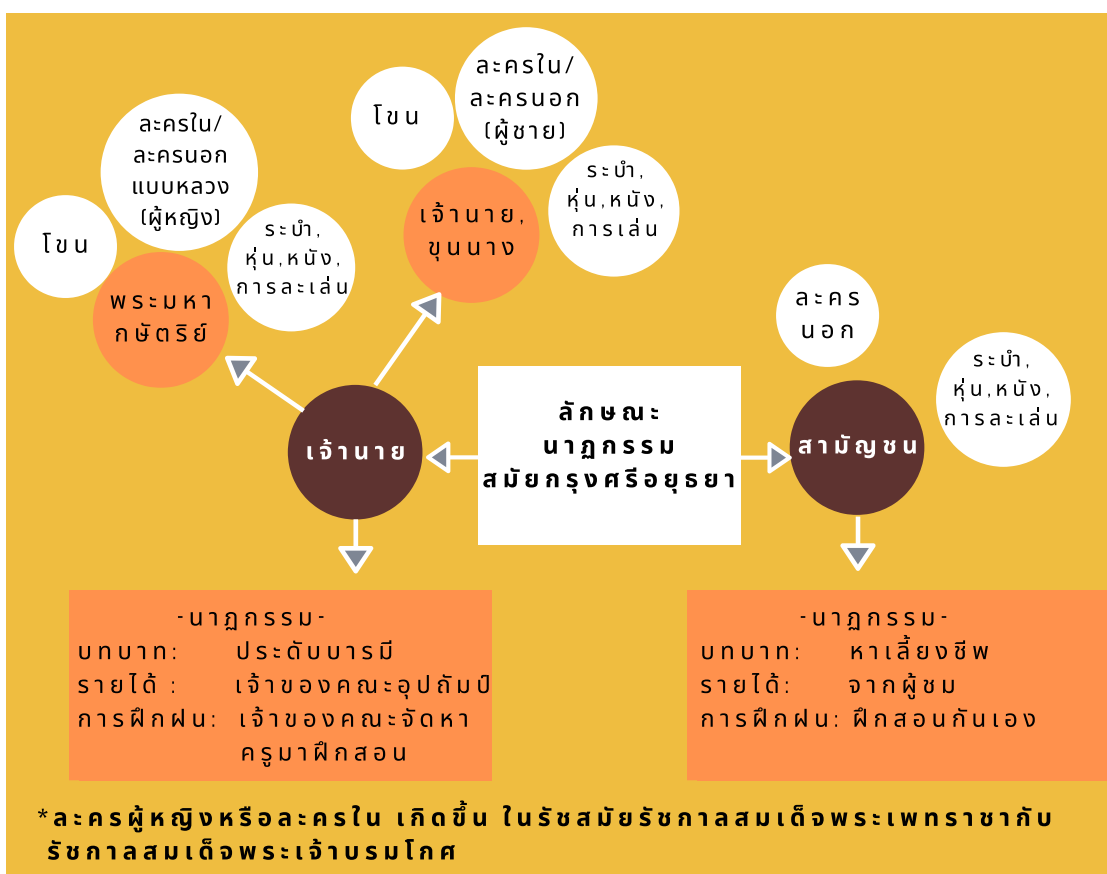 ละครใน/
ละครนอก
(ผู้ชาย)
โขน
ระบำ,
หุ่น,หนัง,
การเล่น
เจ้านาย,
ขุนนาง
ละครใน/
ละครนอก
แบบหลวง
(ผู้หญิง)
โขน
ระบำ,
หุ่น,หนัง,
การละเล่น
พระมหา
กษัตริย์
ละคร
นอก
ระบำ,
หุ่น,หนัง,
การละเล่น
เจ้านาย
ลักษณะ
นาฏกรรม
สมัยกรุงศรีอยุธยา
สามัญชน
-นาฏกรรม-
บทบาท: ประดับบารมี
รายได้ : เจ้าของคณะอุปถัมป์
การฝึกฝน: เจ้าของคณะจัดหา
ครูมาฝึกสอน
-นาฏกรรม-
บทบาท: หาเลี้ยงชีพ
รายได้: จากผู้ชม
การฝึกฝน: ฝึกสอนกันเอง
*ละครผู้หญิงหรือละครใน เกิดขึ้น ในรัชสมัยรัชกาลสมเด็จพระเพทราชากับ
รัชกาลสมเด็จพระเจ้าบรมโกศ